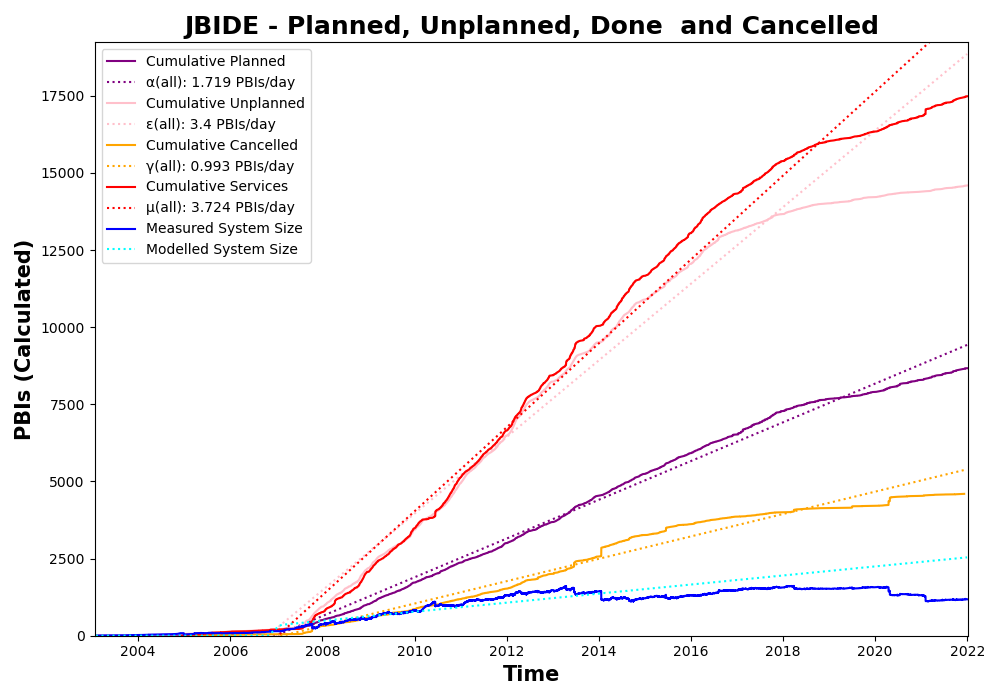 JBIDE - Planned, Unplanned, Done  and Cancelled
PBIs (Calculated)
17500
15000
12500
10000
7500
5000
2500
0
Cumulative Planned
α(all): 1.719 PBIs/day
Cumulative Unplanned
ε(all): 3.4 PBIs/day
Cumulative Cancelled
γ(all): 0.993 PBIs/day
Cumulative Services
μ(all): 3.724 PBIs/day
Measured System Size
Modelled System Size
2004 2006 2008 2010 2012 2014 2016 2018 2020 2022
Time